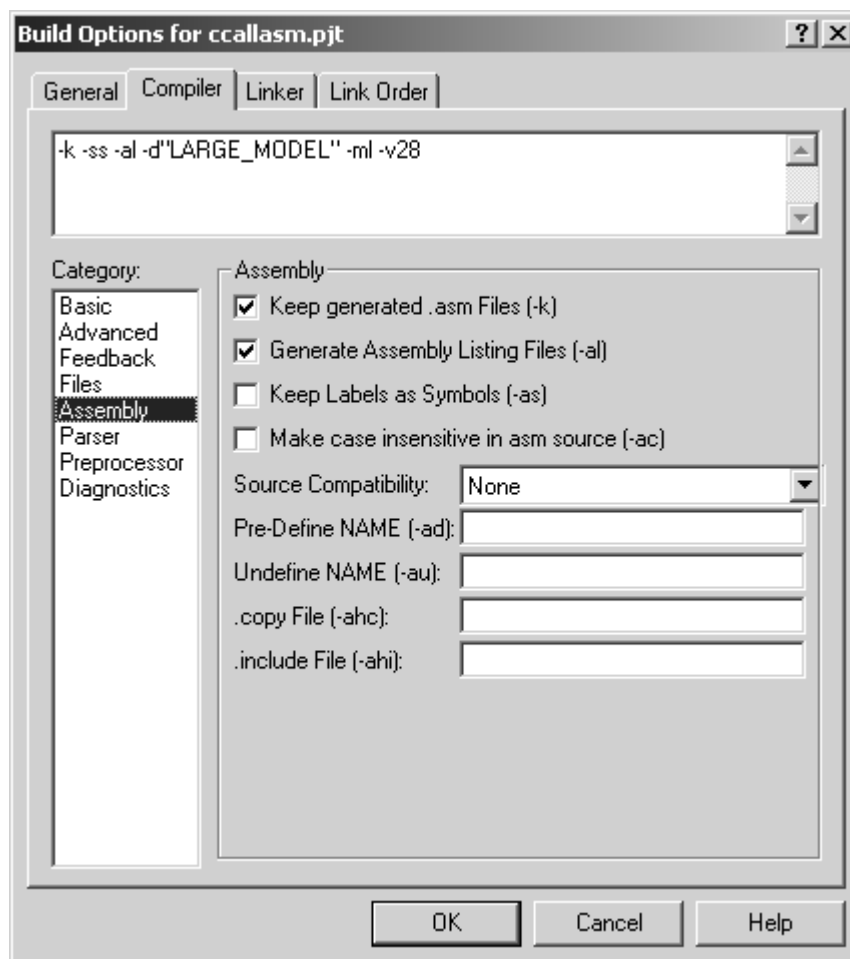 Build Options for ccallasm.pjt
General Compiler Linker Link Order
-k -ss -al -d"LARGE_MODEL" -ml -v28
Category:
Basic
Advanced
Feedback
Files
Assembly
Parser
Preprocessor
Diagnostics
Assembly
Keep generated .asm Files (-k)
Generate Assembly Listing Files (-al)
Keep Labels as Symbols (-as)
Make case insensitive in asm source (-ac)
Source Compatibility: None
Pre-Define NAME (-ad):
Undefine NAME (-au):
.copy File (-ahc):
.include File (-ahi):
OK Cancel Help